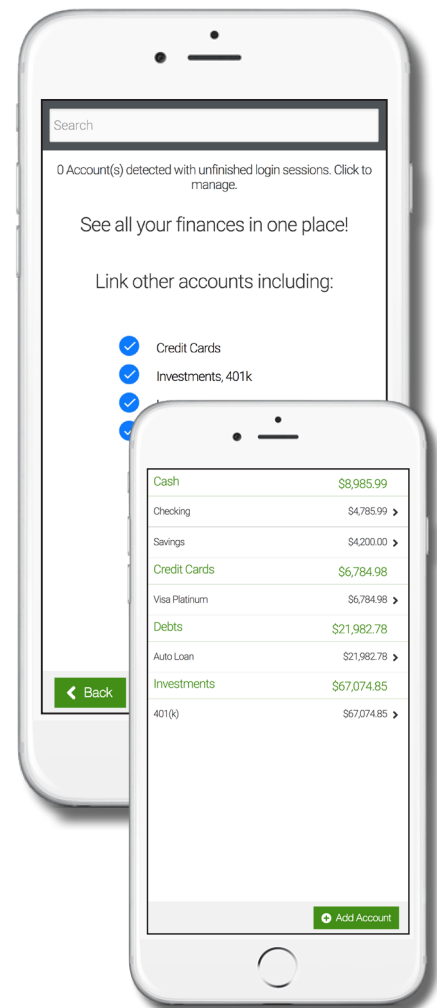 Search
0 Account(s) detected with unfinished login sessions. Click to
manage.
See all your finances in one place!
Link other accounts including:
Credit Cards
Investments, 401k
Back
Cash $8,985.99
Checking $4,785.99
Savings $4,200.00
Credit Cards $6,784.98
Visa Platinum $6,784.98
Debts $21,982.78
Auto Loan $21,982.78
Investments $67,074.85
401(k) $67,074.85
Add Account